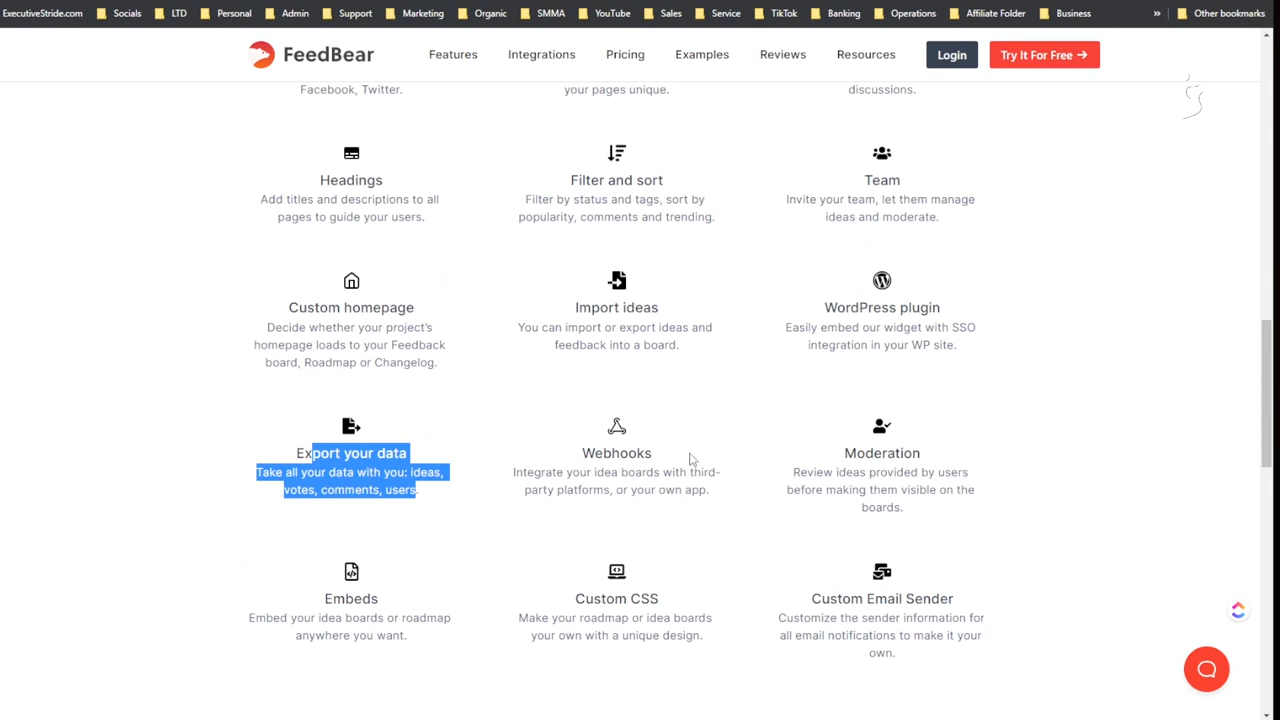 ExecutiveStride.com Socials LTD Personal Admin Support Marketing Organic SMMA YouTube Sales Service TikTok Banking Operations Affiliate Folder Business » Other bookmarks
FeedBear Features Integrations Pricing Examples Reviews Resources Login Try It For Free →
Facebook, Twitter. your pages unique. discussions.
Headings Filter and sort Team
Add titles and descriptions to all Filter by status and tags, sort by Invite your team, let them manage
pages to guide your users. popularity, comments and trending. ideas and moderate.
Custom homepage Import ideas WordPress plugin
Decide whether your project's You can import or export ideas and Easily embed our widget with SSO
homepage loads to your Feedback feedback into a board. integration in your WP site.
board, Roadmap or Changelog.
Export your data Webhooks Moderation
Take all your data with you: ideas, Integrate your idea boards with third- Review ideas provided by users
votes, comments, users. party platforms, or your own app. before making them visible on the
boards.
Embeds Custom CSS Custom Email Sender
Embed your idea boards or roadmap Make your roadmap or idea boards Customize the sender information for
anywhere you want. your own with a unique design. all email notifications to make it your
own.